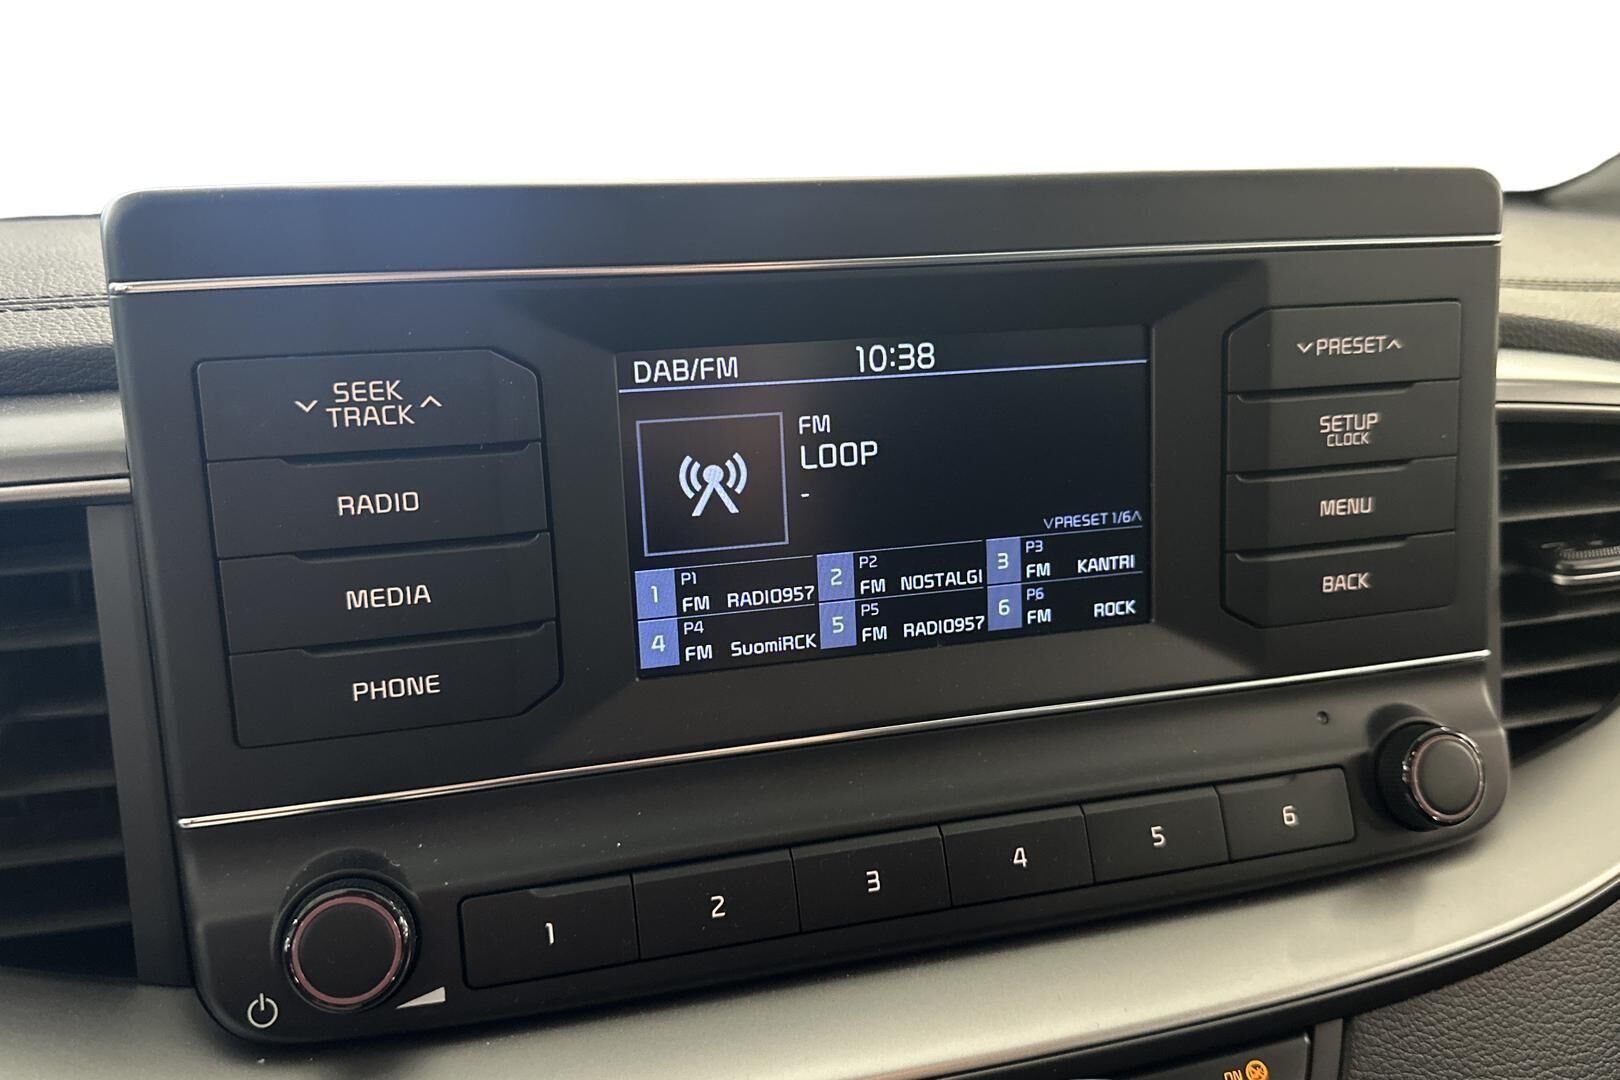 SEEK
TRACK
RADIO
MEDIA
PHONE
DAB/FM 10:38
FM
LOOP
-
PRESET 1/6
1 P1 FM RADIO957
2 P2 FM NOSTALGI
3 P3 FM KANTRI
4 P4 FM SuomiRCK
5 P5 FM RADIO957
6 P6 FM ROCK
PRESET
SETUP
CLOCK
MENU
BACK
1 2 3 4 5 6
ON